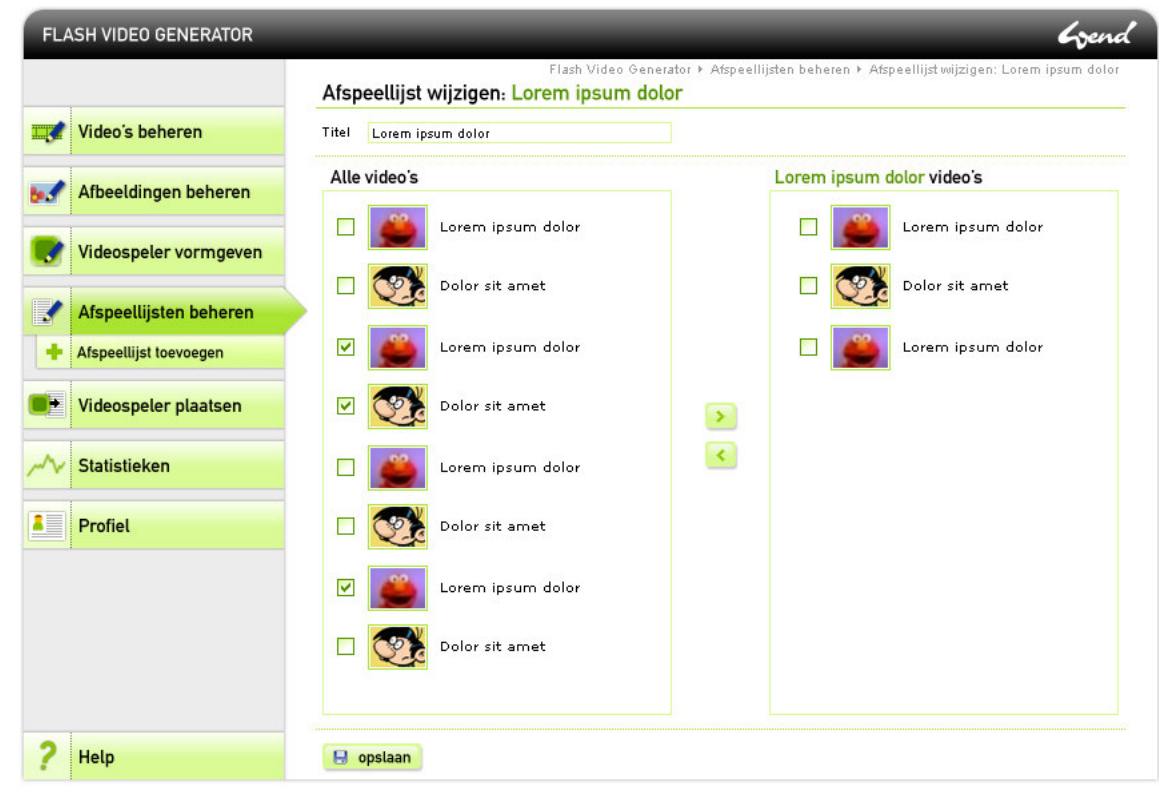 FLASH VIDEO GENERATOR
Flash Video Generator ▸ Afspeellijsten beheren ▸ Afspeellijst wijzigen: Lorem ipsum dolor
Afspeellijst wijzigen: Lorem ipsum dolor
Video's beheren
Afbeeldingen beheren
Videospeler vormgeven
Afspeellijsten beheren
Afspeellijst toevoegen
Videospeler plaatsen
Statistieken
Profiel
? Help
Titel Lorem ipsum dolor
Alle video's
Lorem ipsum dolor
Dolor sit amet
Lorem ipsum dolor
Dolor sit amet
Lorem ipsum dolor
Dolor sit amet
Lorem ipsum dolor
Dolor sit amet
>
<
Lorem ipsum dolor video's
Lorem ipsum dolor
Dolor sit amet
Lorem ipsum dolor
opslaan